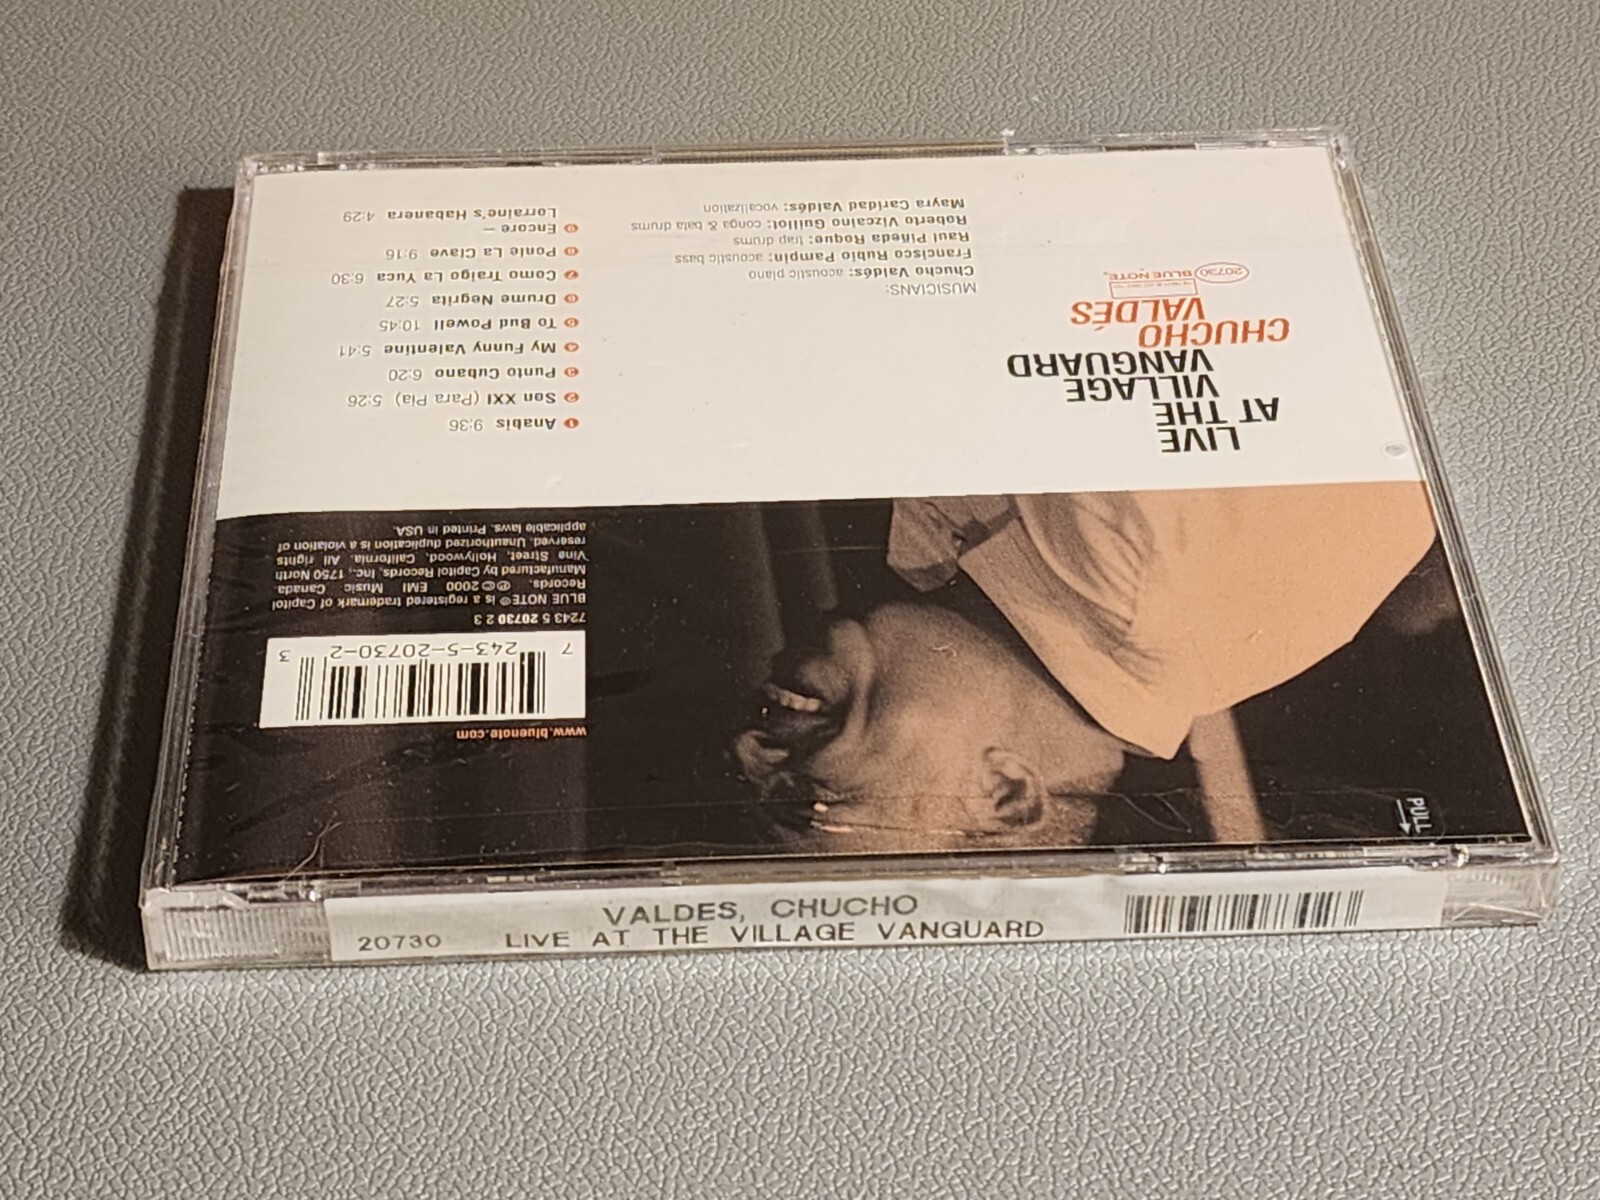 LIVE
AT THE
VILLAGE
VANGUARD
CHUCHO
VALDÉS
20730 BLUE NOTE
MUSICIANS:
Chucho Valdés: acoustic piano
Francisco Rubio Pampín: acoustic bass
Raul Piñeda Roque: trap drums
Roberto Vizcaino Guillot: conga & bata drums
Mayra Caridad Valdés: vocalization
1 Anabis 9:36
2 Son XXI (Para Pia) 5:26
3 Punto Cubano 6:20
4 My Funny Valentine 5:41
5 To Bud Powell 10:45
6 Drume Negrita 5:27
7 Como Traigo La Yuca 6:30
8 Ponle La Clave 9:16
9 Encore –
Lorraine's Habanera 4:29
www.bluenote.com
7 243-5-20730-2 3
7243 5 20730 2 3
BLUE NOTE® is a registered trademark of Capitol
Records. ℗©2000 EMI Music Canada.
Manufactured by Capitol Records, Inc., 1750 North
Vine Street, Hollywood, California. All rights
reserved. Unauthorized duplication is a violation of
applicable laws. Printed in USA.
PULL
VALDES, CHUCHO
20730 LIVE AT THE VILLAGE VANGUARD